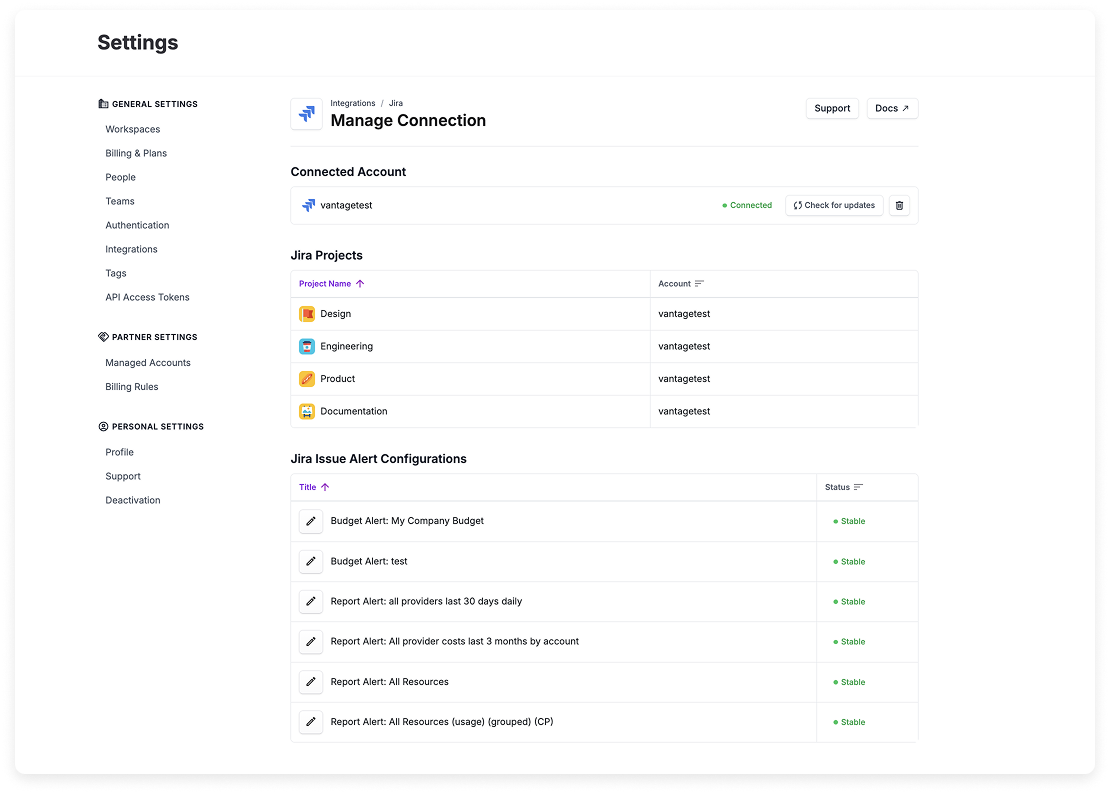 Settings
GENERAL SETTINGS
Workspaces
Billing & Plans
People
Teams
Authentication
Integrations
Tags
API Access Tokens
PARTNER SETTINGS
Managed Accounts
Billing Rules
PERSONAL SETTINGS
Profile
Support
Deactivation
Integrations / Jira
Manage Connection
Support
Docs ↗
Connected Account
vantagetest
Connected
Check for updates
Jira Projects
Project Name ↑ Account
Design vantagetest
Engineering vantagetest
Product vantagetest
Documentation vantagetest
Jira Issue Alert Configurations
Title ↑ Status
Budget Alert: My Company Budget Stable
Budget Alert: test Stable
Report Alert: all providers last 30 days daily Stable
Report Alert: All provider costs last 3 months by account Stable
Report Alert: All Resources Stable
Report Alert: All Resources (usage) (grouped) (CP) Stable